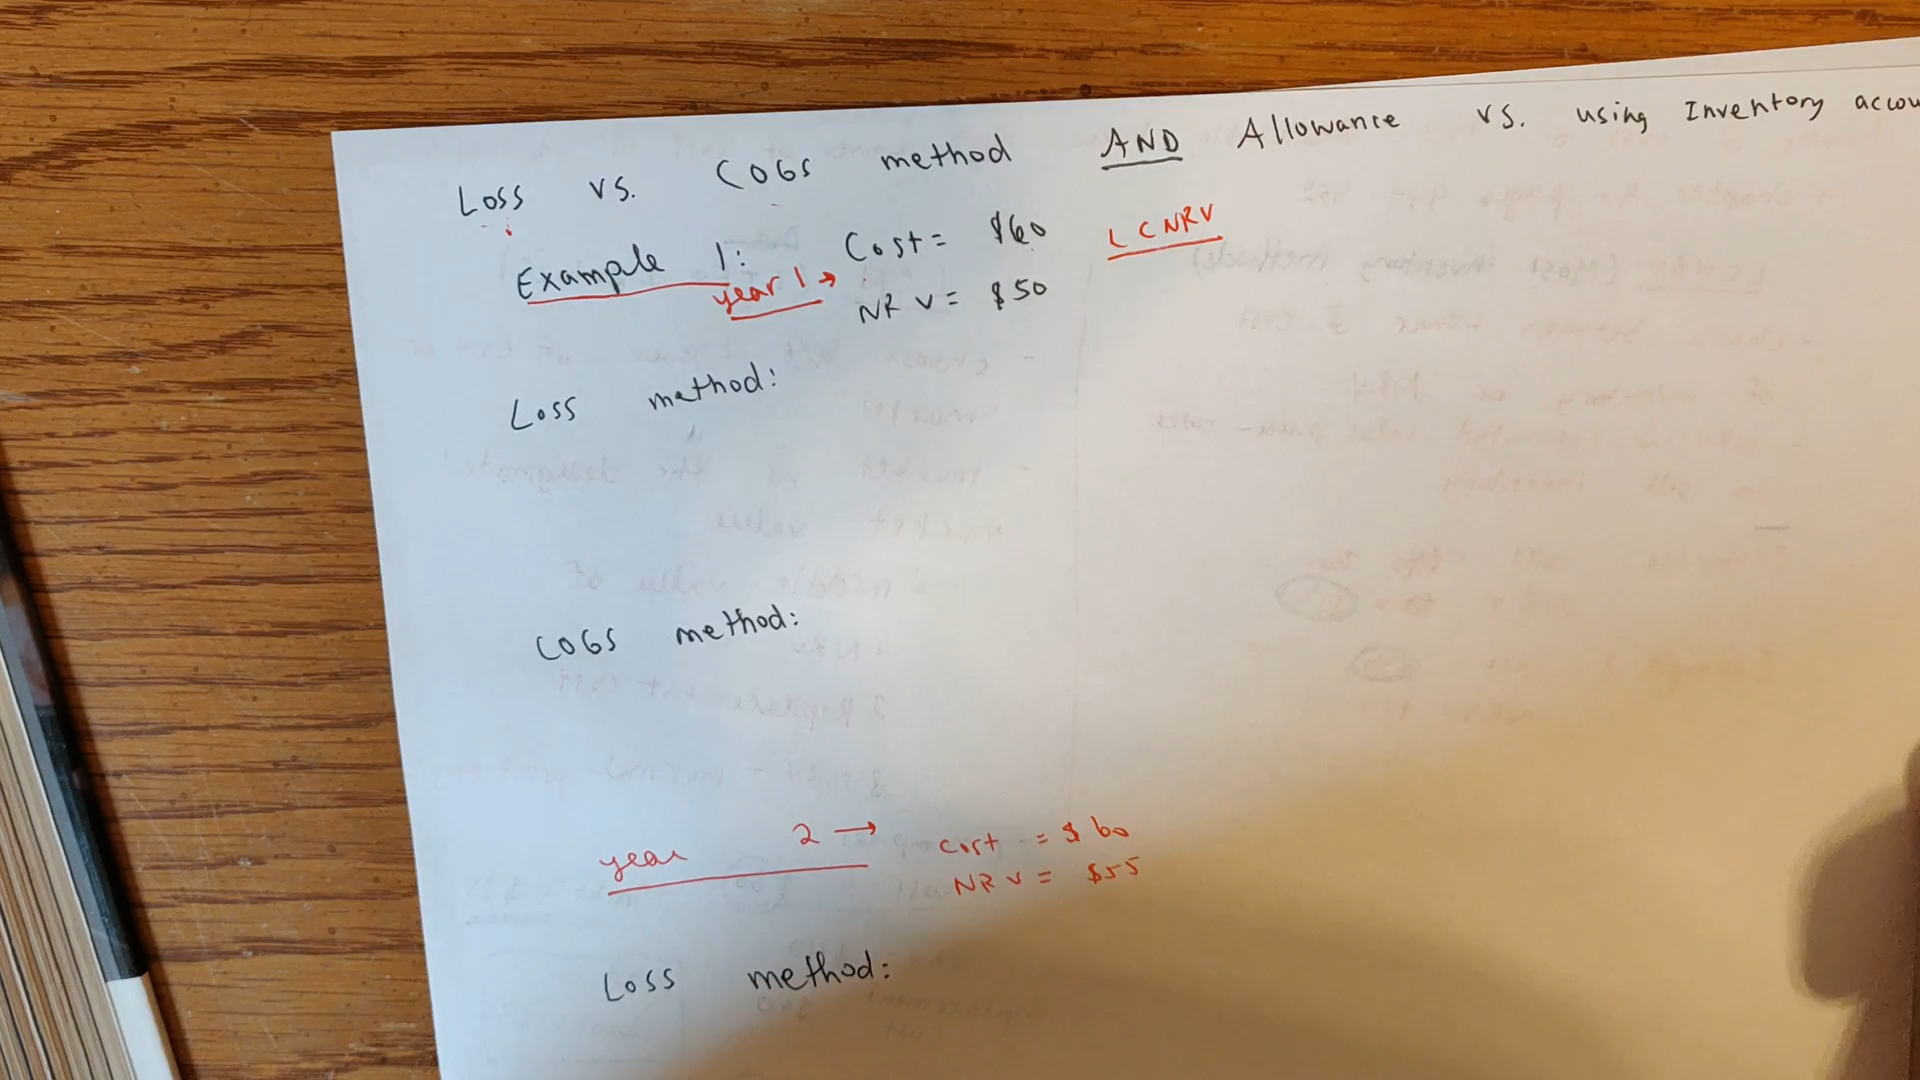 Loss vs. COGS method AND Allowance vs. using Inventory accou
Example 1: Cost = $60 LCNRV
year 1 → NRV = $50
Loss method:
COGS method:
year 2 → cost = $60
NRV = $55
Loss method: